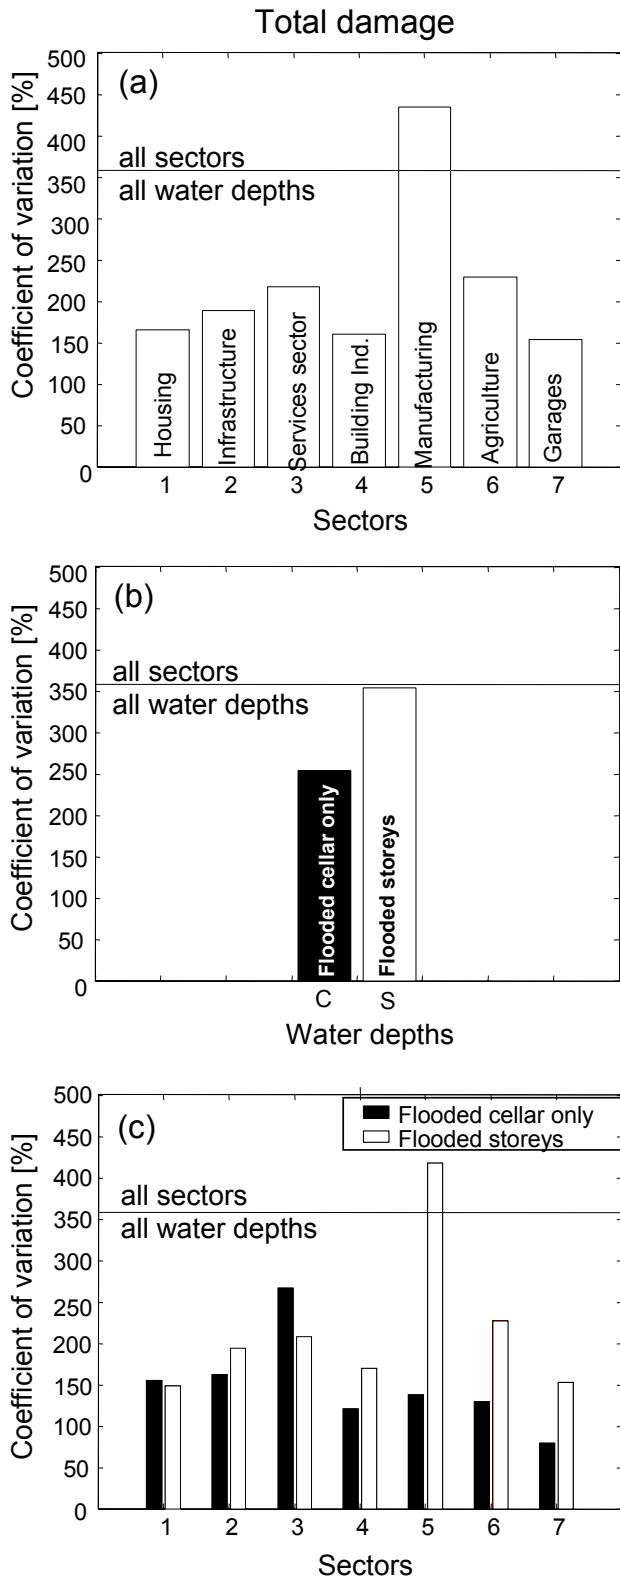 Total damage
(a)
Coefficient of variation [%]
500
450
400
350
300
250
200
150
100
50
0
all sectors
all water depths
Housing
Infrastructure
Services sector
Building Ind.
Manufacturing
Agriculture
Garages
1 2 3 4 5 6 7
Sectors
(b)
Coefficient of variation [%]
500
450
400
350
300
250
200
150
100
50
0
all sectors
all water depths
Flooded cellar only
Flooded storeys
C S
Water depths
(c)
Coefficient of variation [%]
500
450
400
350
300
250
200
150
100
50
0
Flooded cellar only
Flooded storeys
all sectors
all water depths
1 2 3 4 5 6 7
Sectors